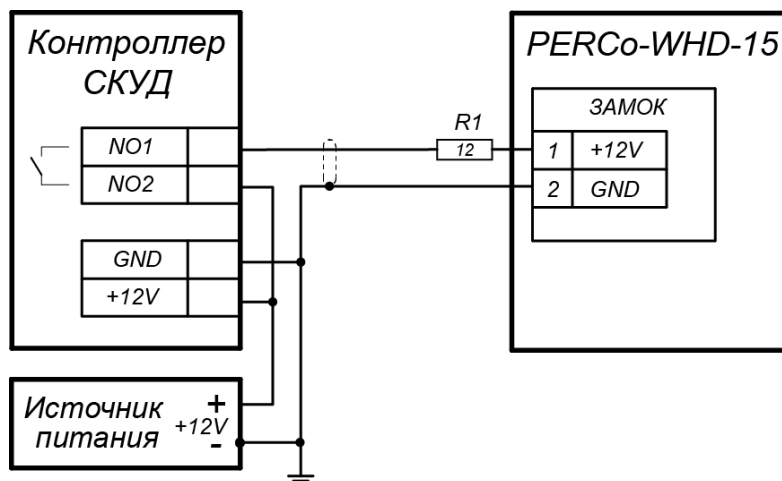 Контроллер
СКУД
NO1
NO2
GND
+12V
Источник
питания
+
+12V
-
R1
12
PERCo-WHD-15
ЗАМОК
1 +12V
2 GND